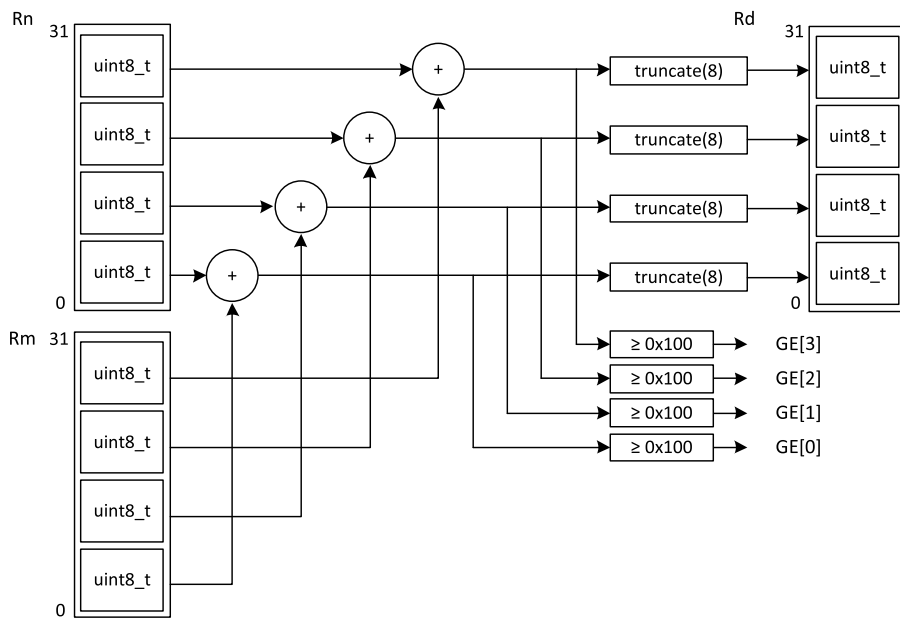 Rn
31
uint8_t
uint8_t
uint8_t
uint8_t
0
Rm
31
uint8_t
uint8_t
uint8_t
uint8_t
0
+
+
+
+
truncate(8)
truncate(8)
truncate(8)
truncate(8)
≥ 0x100
GE[3]
≥ 0x100
GE[2]
≥ 0x100
GE[1]
≥ 0x100
GE[0]
Rd
31
uint8_t
uint8_t
uint8_t
uint8_t
0